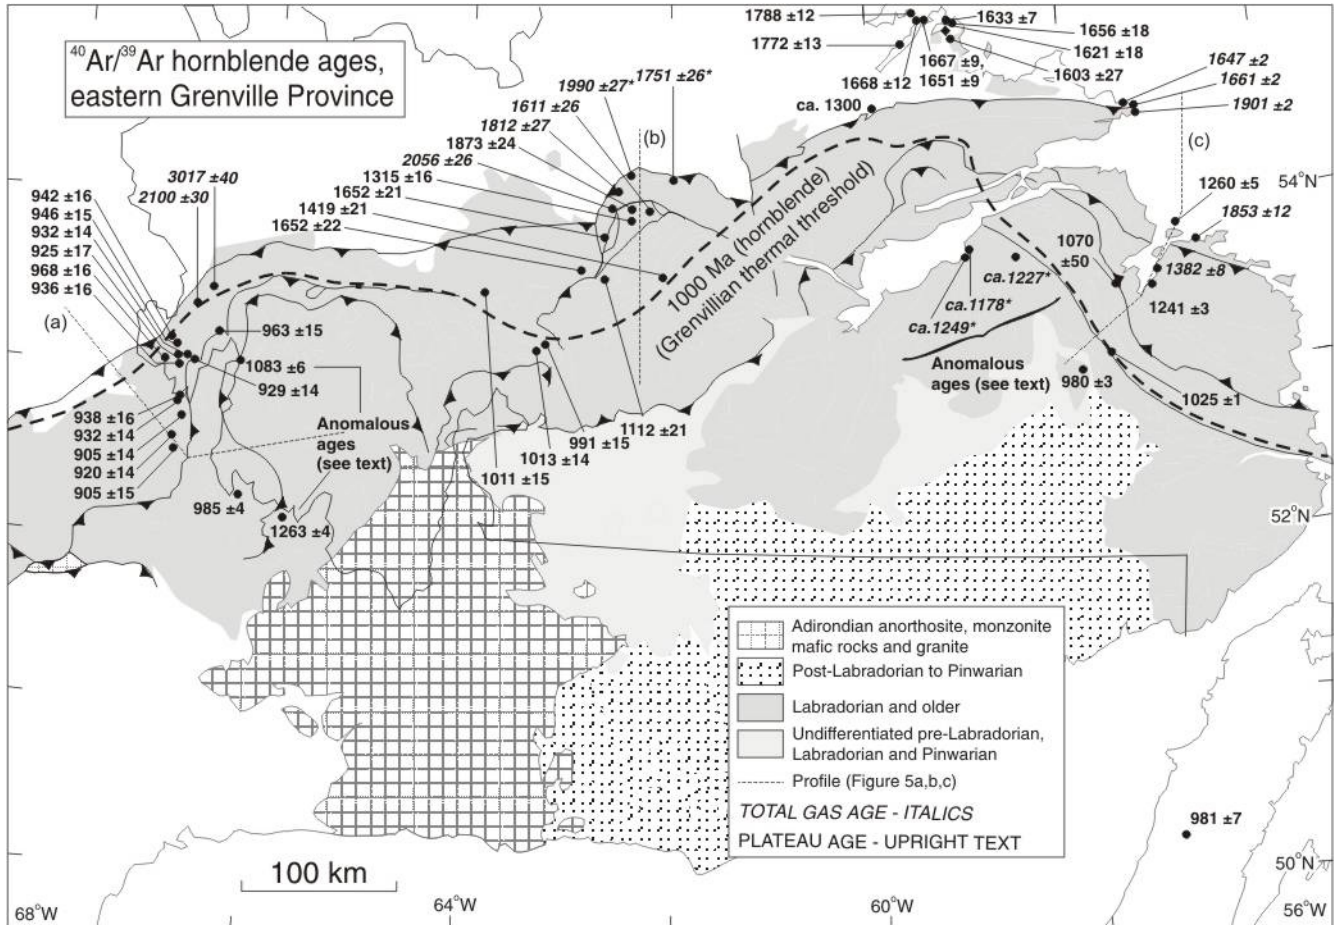 ⁴⁰Ar/³⁹Ar hornblende ages,
eastern Grenville Province
1788 ±12
1772 ±13
1668 ±12
1667 ±9,
1651 ±9
1633 ±7
1656 ±18
1621 ±18
1603 ±27
1647 ±2
1661 ±2
1901 ±2
ca. 1300
(c)
54°N
1260 ±5
1853 ±12
1382 ±8
1241 ±3
1070
±50
ca.1227*
ca.1178*
ca.1249*
Anomalous
ages (see text)
980 ±3
1025 ±1
1751 ±26*
1990 ±27*
1611 ±26
1812 ±27
1873 ±24
2056 ±26
1315 ±16
1652 ±21
1419 ±21
1652 ±22
(b)
1000 Ma (hornblende)
(Grenvillian thermal threshold)
3017 ±40
2100 ±30
942 ±16
946 ±15
932 ±14
925 ±17
968 ±16
936 ±16
(a)
963 ±15
1083 ±6
929 ±14
938 ±16
932 ±14
905 ±14
920 ±14
905 ±15
Anomalous
ages
(see text)
985 ±4
1263 ±4
1011 ±15
1013 ±14
991 ±15
1112 ±21
52°N
Adirondian anorthosite, monzonite
mafic rocks and granite
Post-Labradorian to Pinwarian
Labradorian and older
Undifferentiated pre-Labradorian,
Labradorian and Pinwarian
Profile (Figure 5a,b,c)
TOTAL GAS AGE - ITALICS
PLATEAU AGE - UPRIGHT TEXT
981 ±7
50°N
100 km
68°W
64°W
60°W
56°W